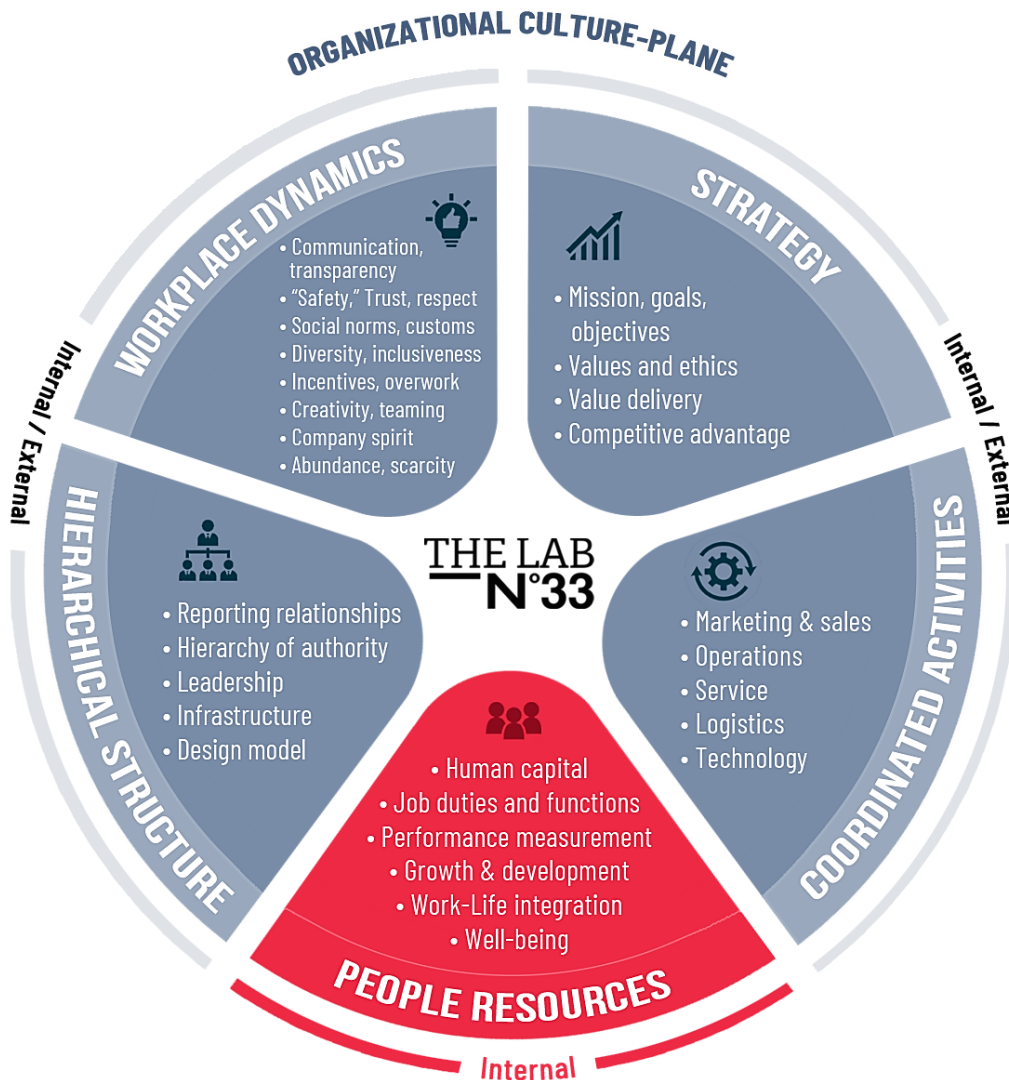 ORGANIZATIONAL CULTURE-PLANE
WORKPLACE DYNAMICS
• Communication,
transparency
• “Safety,” Trust, respect
• Social norms, customs
• Diversity, inclusiveness
• Incentives, overwork
• Creativity, teaming
• Company spirit
• Abundance, scarcity
STRATEGY
• Mission, goals,
objectives
• Values and ethics
• Value delivery
• Competitive advantage
Internal / External
Internal / External
HIERARCHICAL STRUCTURE
• Reporting relationships
• Hierarchy of authority
• Leadership
• Infrastructure
• Design model
THE LAB
N°33
COORDINATED ACTIVITIES
• Marketing & sales
• Operations
• Service
• Logistics
• Technology
• Human capital
• Job duties and functions
• Performance measurement
• Growth & development
• Work-Life integration
• Well-being
PEOPLE RESOURCES
Internal